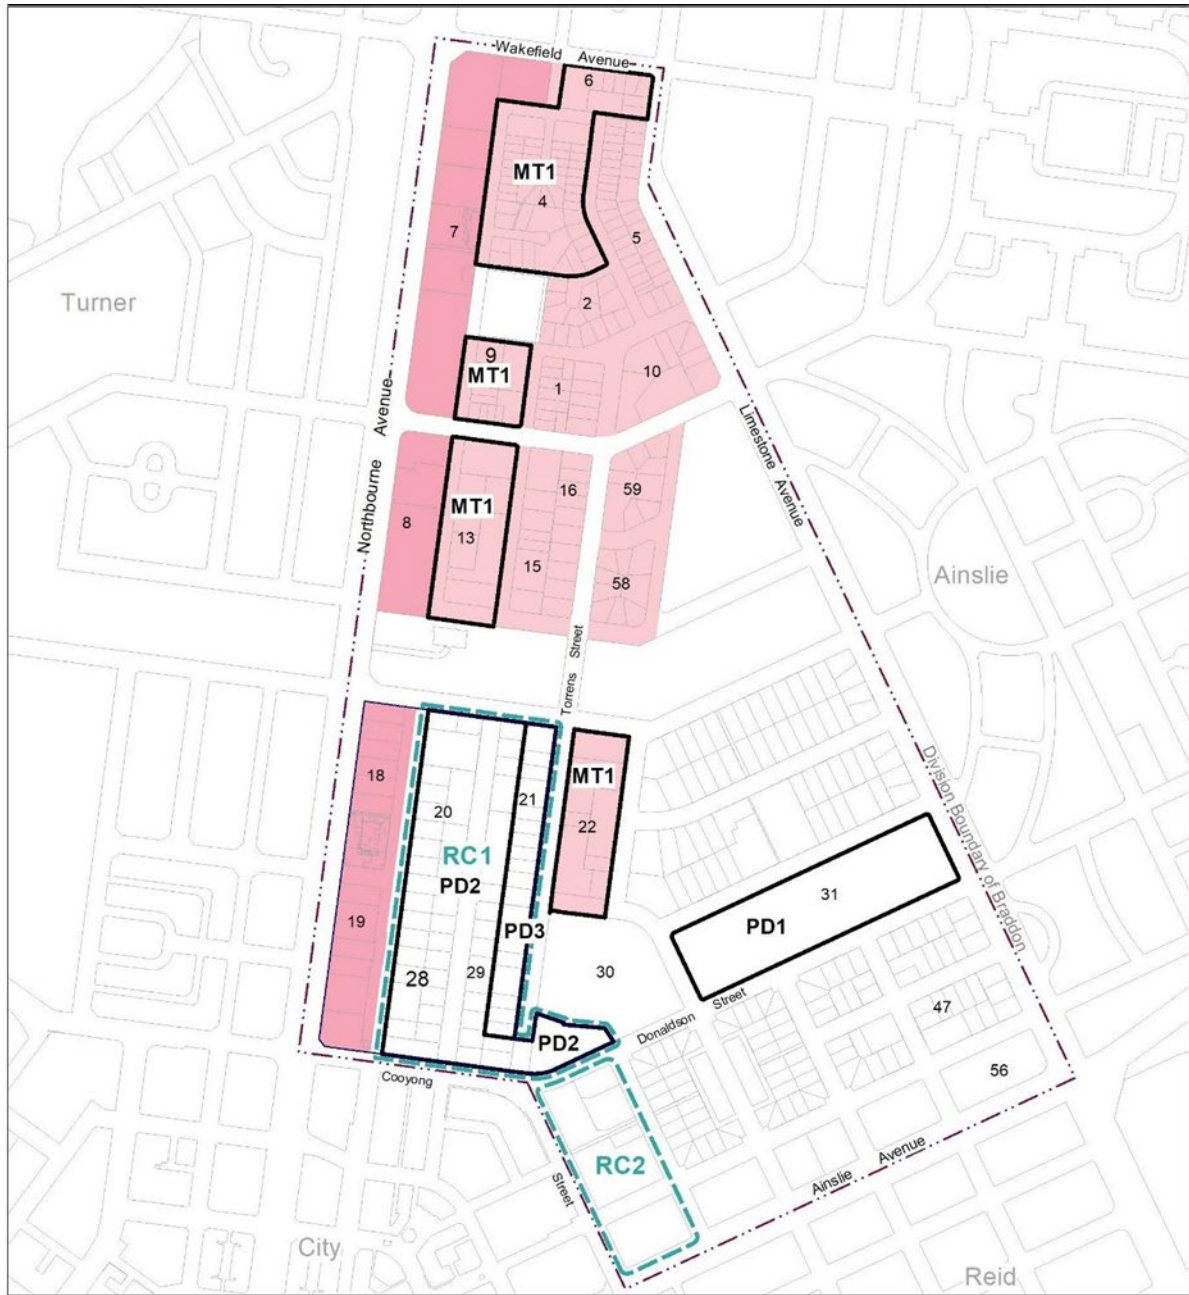 Wakefield Avenue
6
MT1
4
7
5
Turner
2
9
MT1
10
1
Northbourne Avenue
Limestone Avenue
16
59
MT1
8
13
15
58
Ainslie
Torrens Street
18
MT1
21
20
22
RC1
PD2
Division Boundary of Braddon
31
19
PD3
PD1
28
29
30
Donaldson Street
47
PD2
56
Cooyong Street
RC2
Ainslie Avenue
City
Reid